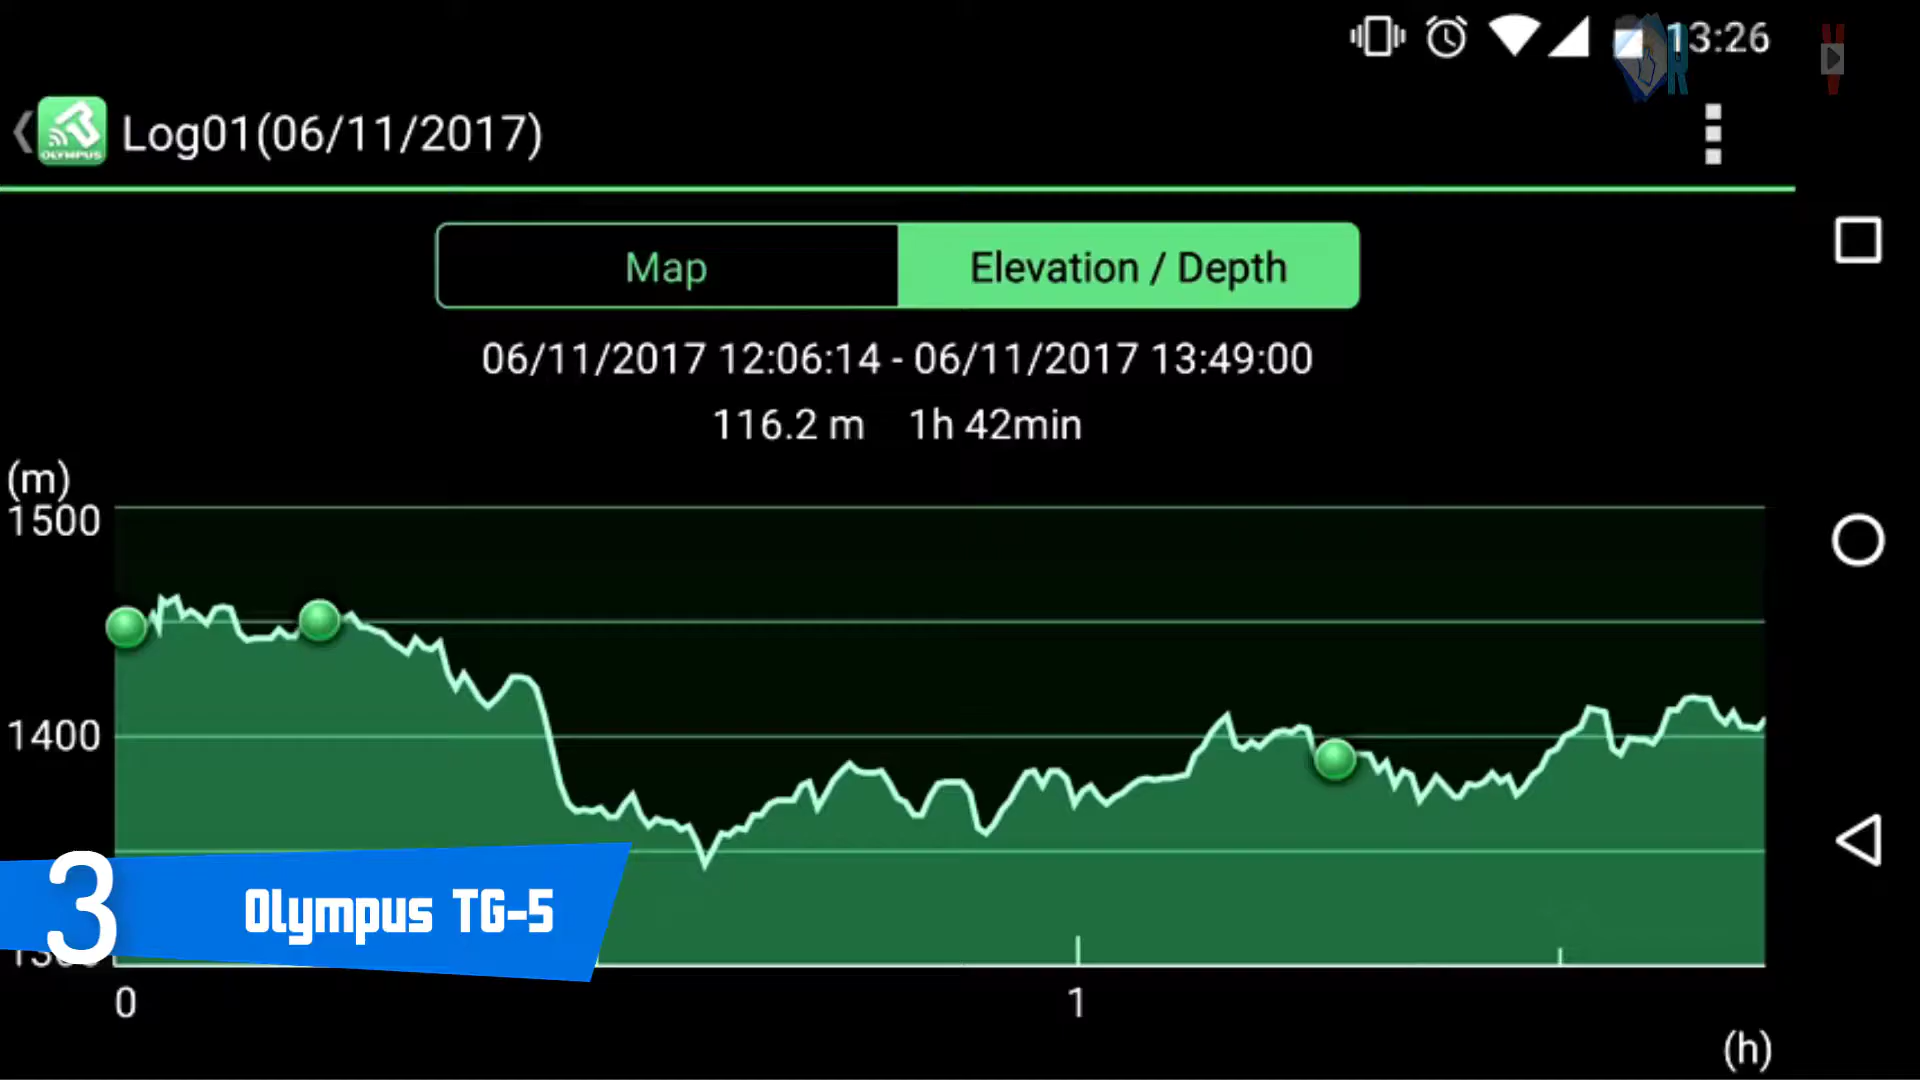 13:26
OLYMPUS
Log01(06/11/2017)
Map
Elevation / Depth
06/11/2017 12:06:14 - 06/11/2017 13:49:00
116.2 m 1h 42min
(m)
1500
1400
3 Olympus TG-5
0
1
(h)